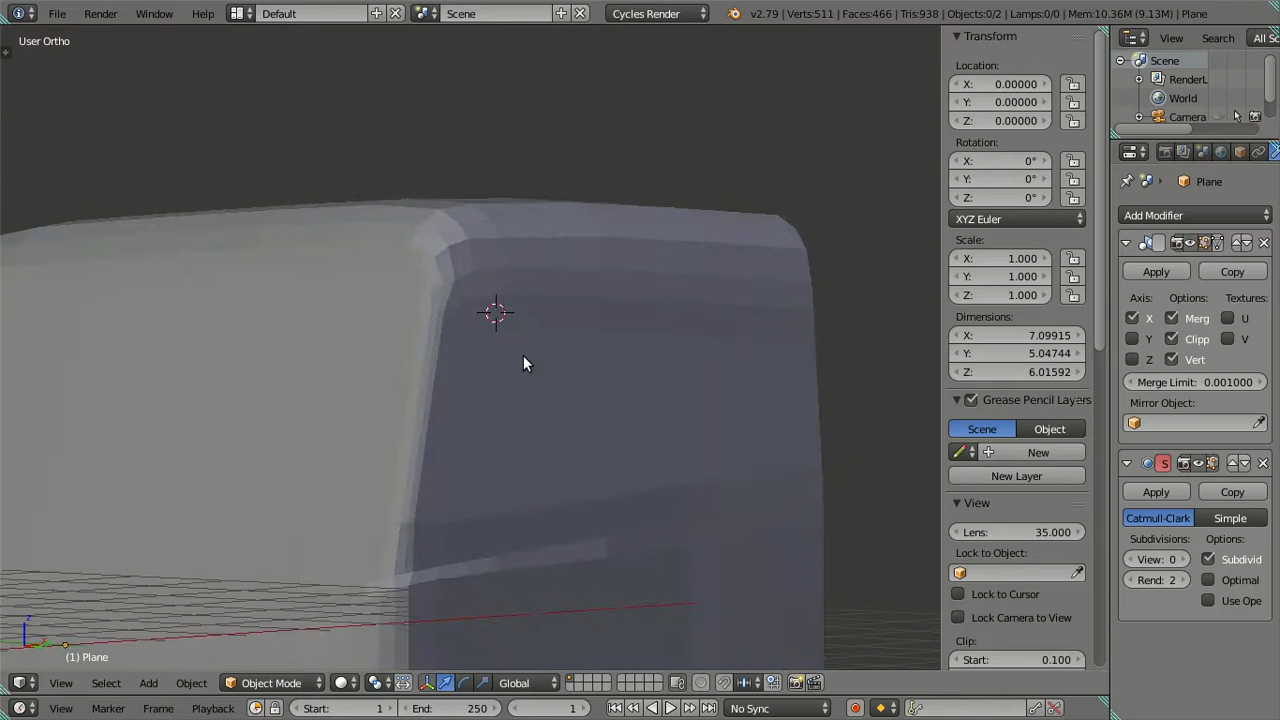 File Render Window Help Default Scene Cycles Render v2.79 | Verts:511 | Faces:466 | Tris:938 | Objects:0/2 | Lamps:0/0 | Mem:10.36M (9.13M) | Plane
User Ortho
Transform
Location:
X: 0.00000
Y: 0.00000
Z: 0.00000
Rotation:
X: 0°
Y: 0°
Z: 0°
XYZ Euler
Scale:
X: 1.000
Y: 1.000
Z: 1.000
Dimensions:
X: 7.09915
Y: 5.04744
Z: 6.01592
Grease Pencil Layers
Scene Object
New
New Layer
View
Lens: 35.000
Lock to Object:
Lock to Cursor
Lock Camera to View
Clip:
Start: 0.100
View Search All Sc
Scene
RenderL
World
Camera
Plane
Add Modifier
Apply Copy
Axis: Options: Textures:
X Merg U
Y Clipp V
Z Vert
Merge Limit: 0.001000
Mirror Object:
S
Apply Copy
Catmull-Clark Simple
Subdivisions: Options:
View: 0 Subdivid
Rend: 2 Optimal
Use Ope
z
(1) Plane
View Select Add Object Object Mode Global
View Marker Frame Playback Start: 1 End: 250 1 No Sync